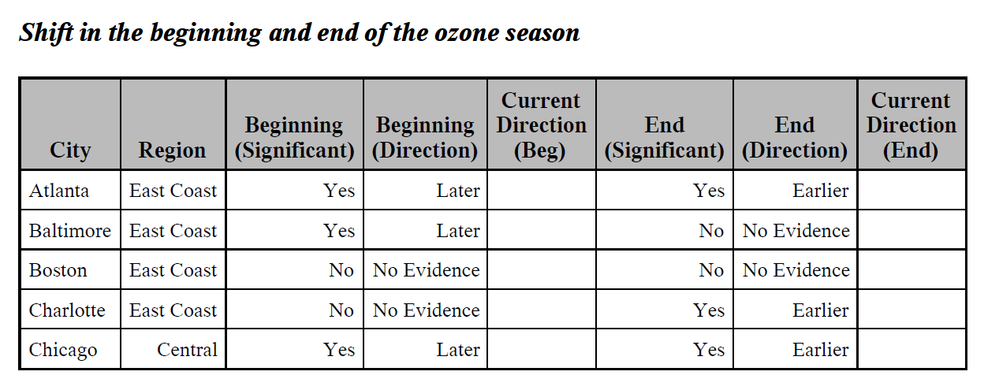 Shift in the beginning and end of the ozone season
City Region Beginning (Significant) Beginning (Direction) Current Direction (Beg) End (Significant) End (Direction) Current Direction (End)
Atlanta East Coast Yes Later Yes Earlier
Baltimore East Coast Yes Later No No Evidence
Boston East Coast No No Evidence No No Evidence
Charlotte East Coast No No Evidence Yes Earlier
Chicago Central Yes Later Yes Earlier